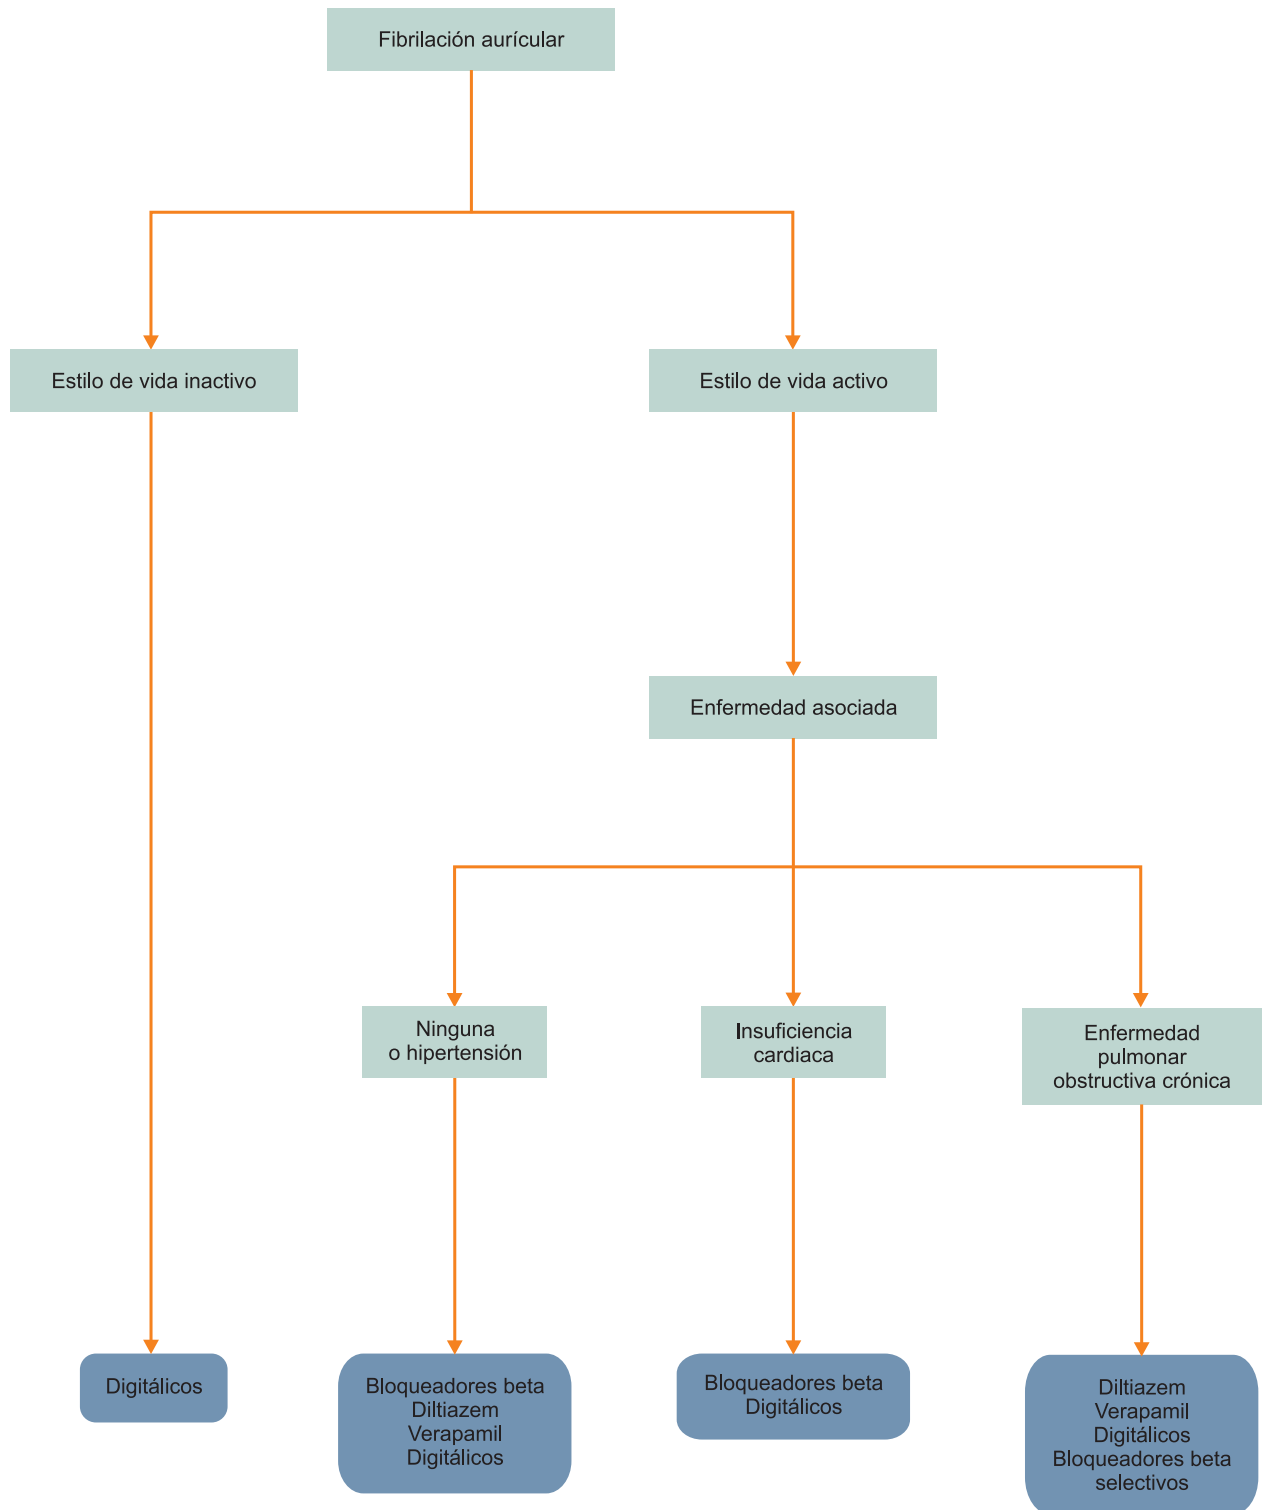 Fibrilación aurícular
Estilo de vida inactivo
Estilo de vida activo
Enfermedad asociada
Ninguna
o hipertensión
Insuficiencia
cardiaca
Enfermedad
pulmonar
obstructiva crónica
Digitálicos
Bloqueadores beta
Diltiazem
Verapamil
Digitálicos
Bloqueadores beta
Digitálicos
Diltiazem
Verapamil
Digitálicos
Bloqueadores beta
selectivos